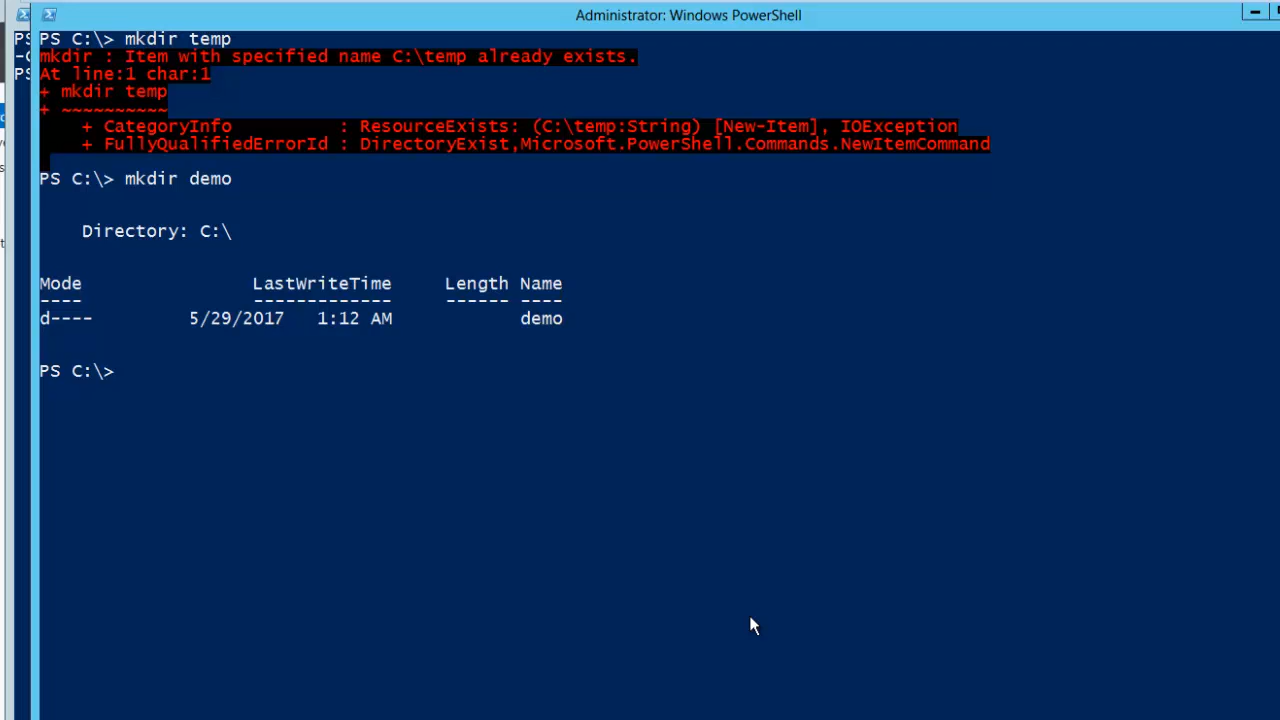 Administrator: Windows PowerShell
PS C:\> mkdir temp
mkdir : Item with specified name C:\temp already exists.
At line:1 char:1
+ mkdir temp
+ ~~~~~~~~~~
    + CategoryInfo          : ResourceExists: (C:\temp:String) [New-Item], IOException
    + FullyQualifiedErrorId : DirectoryExist,Microsoft.PowerShell.Commands.NewItemCommand
PS C:\> mkdir demo
    Directory: C:\
Mode                LastWriteTime     Length Name
----                -------------     ------ ----
d----         5/29/2017   1:12 AM            demo
PS C:\>